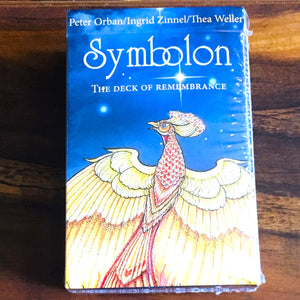 Peter Orban/Ingrid Zinnel/Thea Weller
Symbolon
THE DECK OF REMEMBRANCE